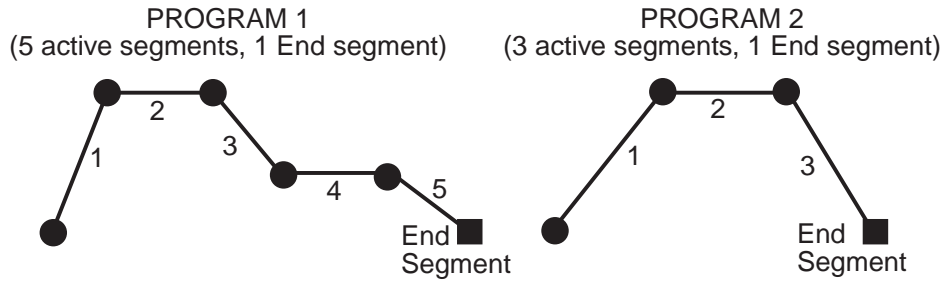 PROGRAM 1
(5 active segments, 1 End segment)
1
2
3
4
5
End
Segment
PROGRAM 2
(3 active segments, 1 End segment)
1
2
3
End
Segment